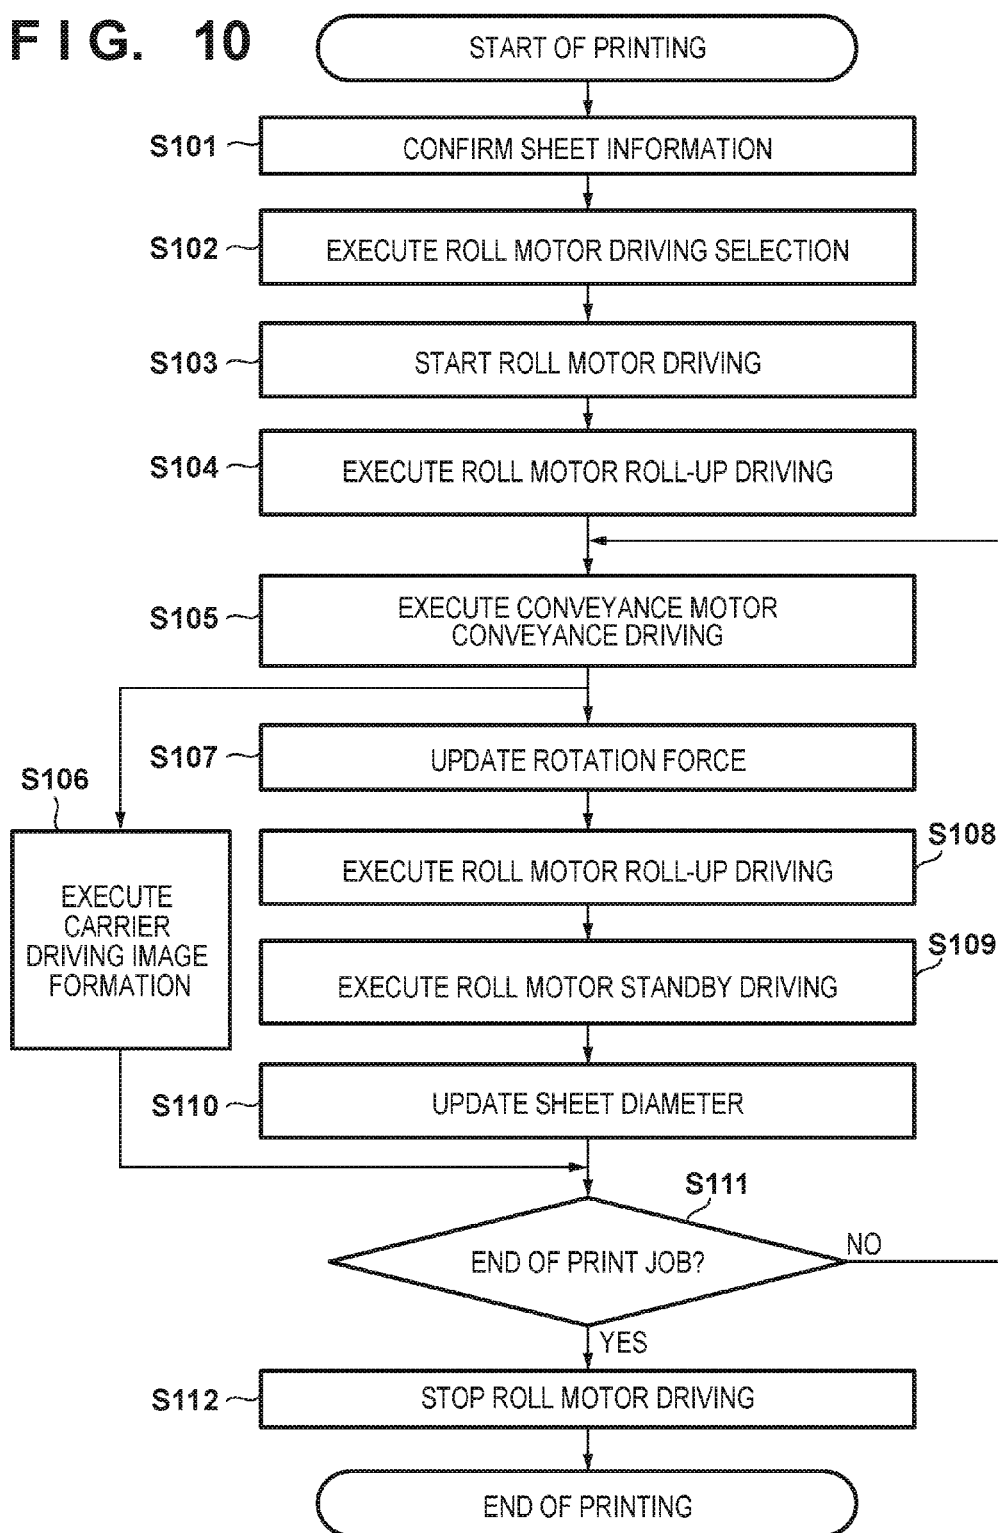 FIG. 10
START OF PRINTING
S101
CONFIRM SHEET INFORMATION
S102
EXECUTE ROLL MOTOR DRIVING SELECTION
S103
START ROLL MOTOR DRIVING
S104
EXECUTE ROLL MOTOR ROLL-UP DRIVING
S105
EXECUTE CONVEYANCE MOTOR
CONVEYANCE DRIVING
S107
UPDATE ROTATION FORCE
S106
EXECUTE
CARRIER
DRIVING IMAGE
FORMATION
S108
EXECUTE ROLL MOTOR ROLL-UP DRIVING
S109
EXECUTE ROLL MOTOR STANDBY DRIVING
S110
UPDATE SHEET DIAMETER
S111
END OF PRINT JOB?
NO
YES
S112
STOP ROLL MOTOR DRIVING
END OF PRINTING